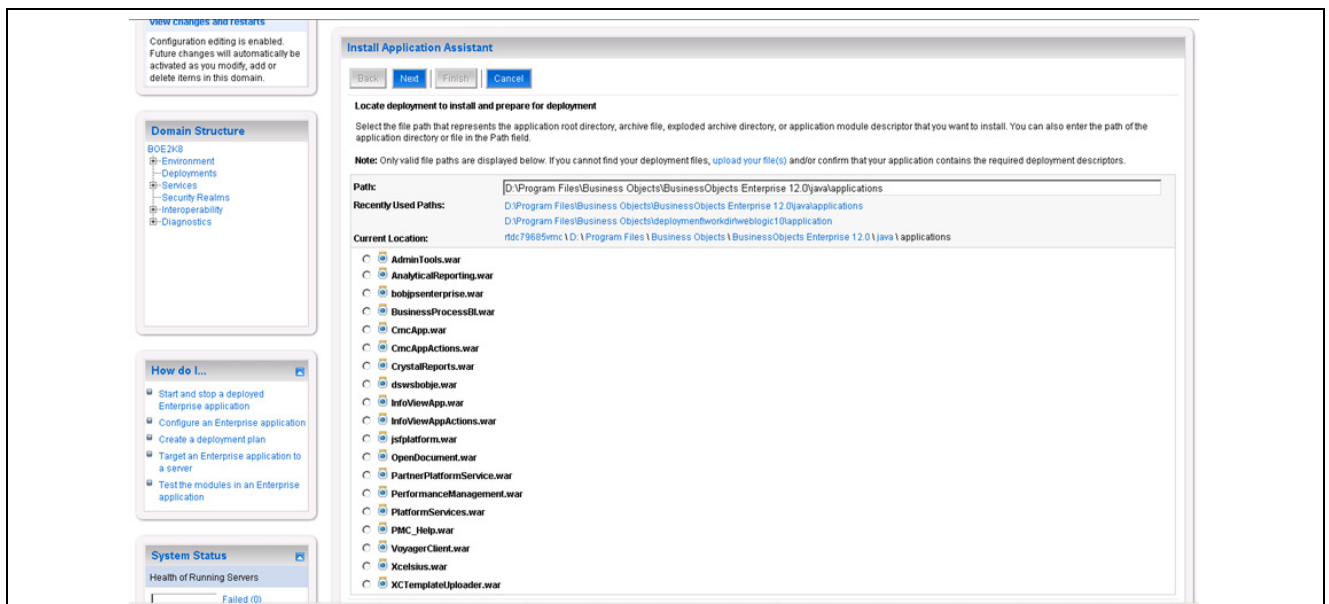 View changes and restarts
Configuration editing is enabled.
Future changes will automatically be
activated as you modify, add or
delete items in this domain.
Domain Structure
BOE2K8
Environment
Deployments
Services
Security Realms
Interoperability
Diagnostics
How do I...
Start and stop a deployed
Enterprise application
Configure an Enterprise application
Create a deployment plan
Target an Enterprise application to
a server
Test the modules in an Enterprise
application
System Status
Health of Running Servers
Failed (0)
Install Application Assistant
Back Next Finish Cancel
Locate deployment to install and prepare for deployment
Select the file path that represents the application root directory, archive file, exploded archive directory, or application module descriptor that you want to install. You can also enter the path of the
application directory or file in the Path field.
Note: Only valid file paths are displayed below. If you cannot find your deployment files, upload your file(s) and/or confirm that your application contains the required deployment descriptors.
Path: D:\Program Files\Business Objects\BusinessObjects Enterprise 12.0\java\applications
Recently Used Paths: D:\Program Files\Business Objects\BusinessObjects Enterprise 12.0\java\applications
D:\Program Files\Business Objects\deployment\workdir\weblogic10\application
Current Location: rtdc79685vmc \ D: \ Program Files \ Business Objects \ BusinessObjects Enterprise 12.0 \ java \ applications
AdminTools.war
AnalyticalReporting.war
bobjpsenterprise.war
BusinessProcessBI.war
CmcApp.war
CmcAppActions.war
CrystalReports.war
dswsbobje.war
InfoViewApp.war
InfoViewAppActions.war
jsfplatform.war
OpenDocument.war
PartnerPlatformService.war
PerformanceManagement.war
PlatformServices.war
PMC_Help.war
VoyagerClient.war
Xcelsius.war
XCTemplateUploader.war